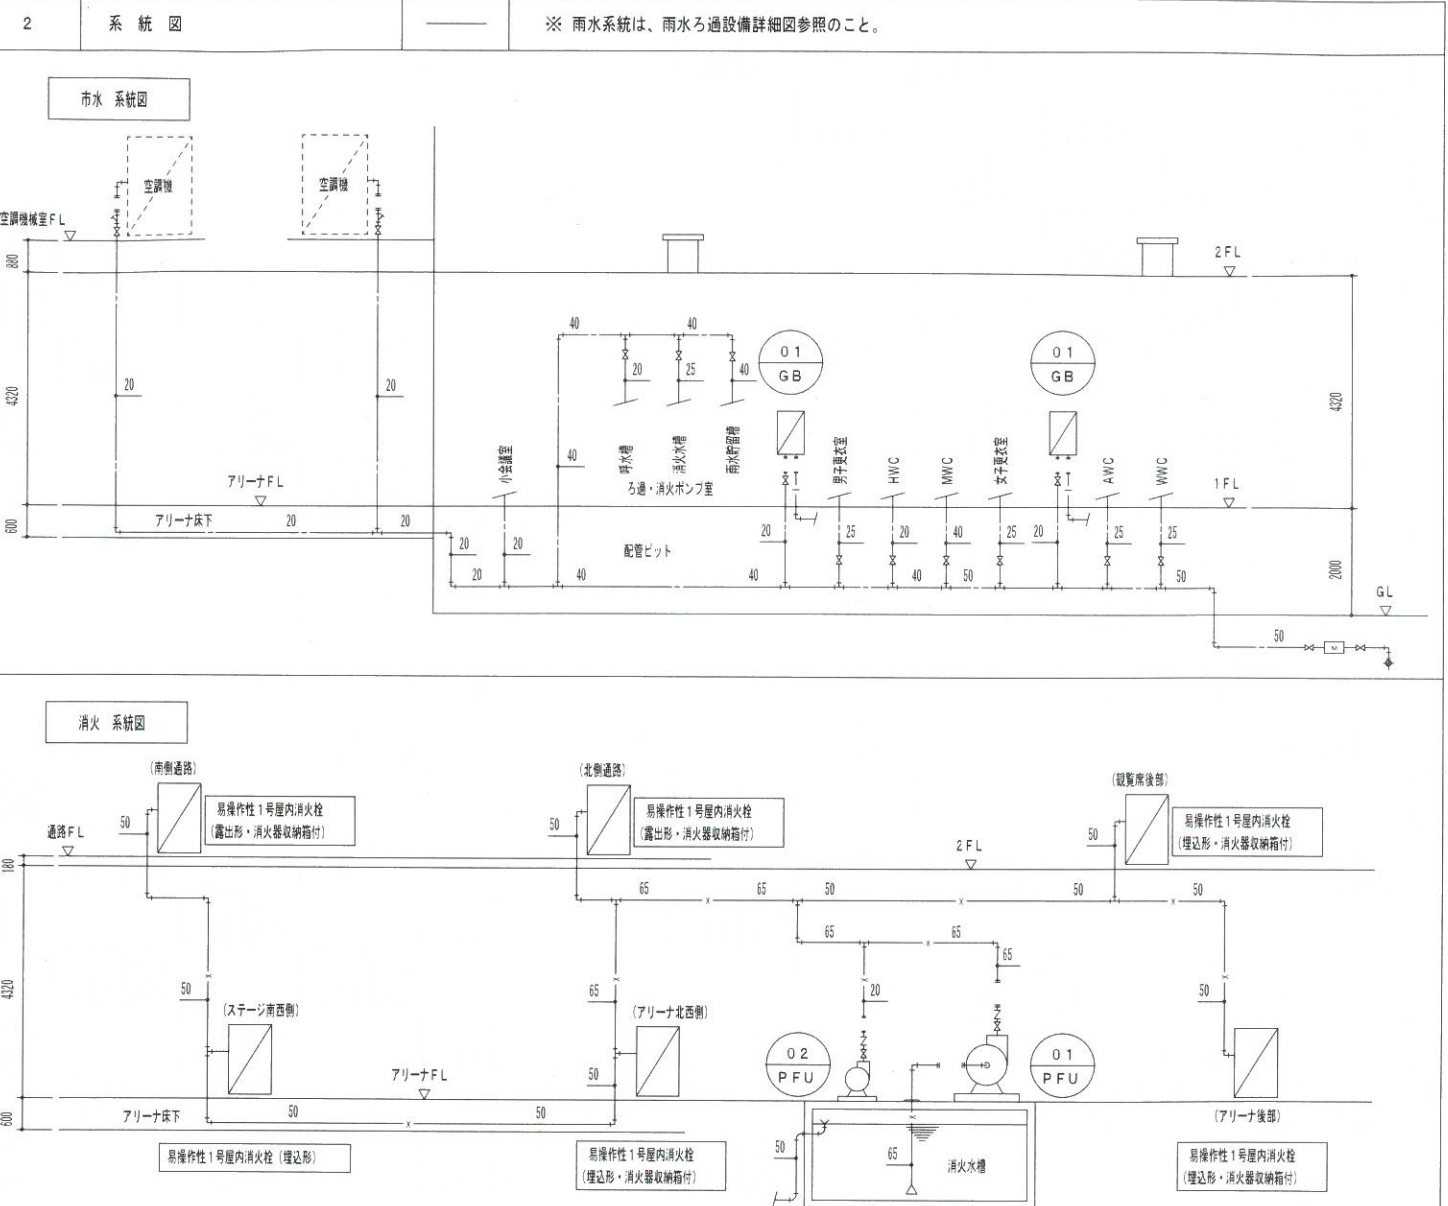 2
系 統 図
※ 雨水系統は、雨水ろ過設備詳細図参照のこと。
市水 系統図
空調機
空調機
空調機械室FL
880
2FL
40
40
20
25
40
01
GB
01
GB
20
20
4320
4320
40
小会議室
呼水槽
消火水槽
雨水貯留槽
ろ過・消火ポンプ室
男子更衣室
HWC
MWC
女子更衣室
AWC
WWC
アリーナFL
1FL
600
アリーナ床下
20
20
20
20
配管ピット
20
25
20
40
25
20
25
25
20
40
40
40
50
50
2000
GL
50
M
消火 系統図
(南側通路)
50
易操作性1号屋内消火栓
(露出形・消火器収納箱付)
(北側通路)
50
易操作性1号屋内消火栓
(露出形・消火器収納箱付)
(観覧席後部)
50
易操作性1号屋内消火栓
(埋込形・消火器収納箱付)
通路FL
180
2FL
65
65
50
50
50
65
65
65
4320
50
65
20
50
(ステージ南西側)
(アリーナ北西側)
02
PFU
01
PFU
アリーナFL
50
600
アリーナ床下
50
50
(アリーナ後部)
易操作性1号屋内消火栓(埋込形)
易操作性1号屋内消火栓
(埋込形・消火器収納箱付)
50
65
消火水槽
易操作性1号屋内消火栓
(埋込形・消火器収納箱付)